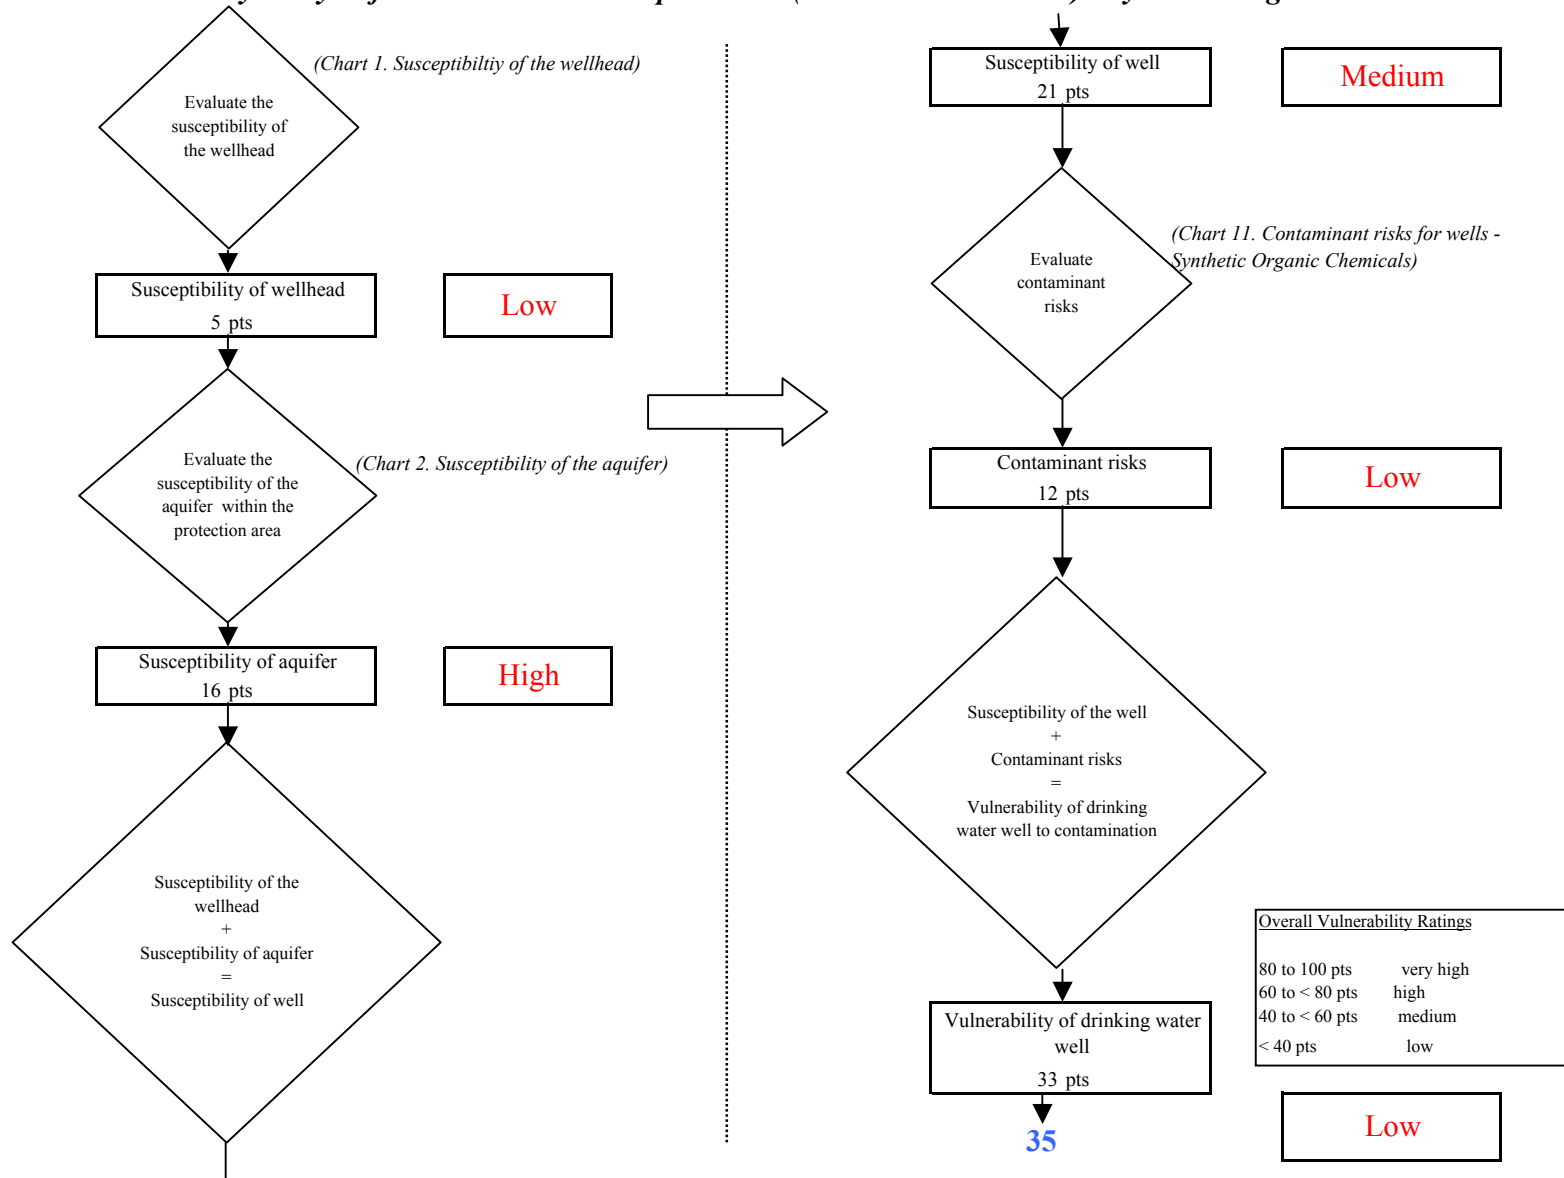 (Chart 1. Susceptibiltiy of the wellhead)
Evaluate the
susceptibility of
the wellhead
Susceptibility of wellhead
5 pts
Low
Evaluate the
susceptibility of the
aquifer within the
protection area
(Chart 2. Susceptibility of the aquifer)
Susceptibility of aquifer
16 pts
High
Susceptibility of the
wellhead
+
Susceptibility of aquifer
=
Susceptibility of well
Susceptibility of well
21 pts
Medium
(Chart 11. Contaminant risks for wells -
Synthetic Organic Chemicals)
Evaluate
contaminant
risks
Contaminant risks
12 pts
Low
Susceptibility of the well
+
Contaminant risks
=
Vulnerability of drinking
water well to contamination
Overall Vulnerability Ratings
80 to 100 pts very high
60 to < 80 pts high
40 to < 60 pts medium
< 40 pts low
Vulnerability of drinking water
well
33 pts
35
Low